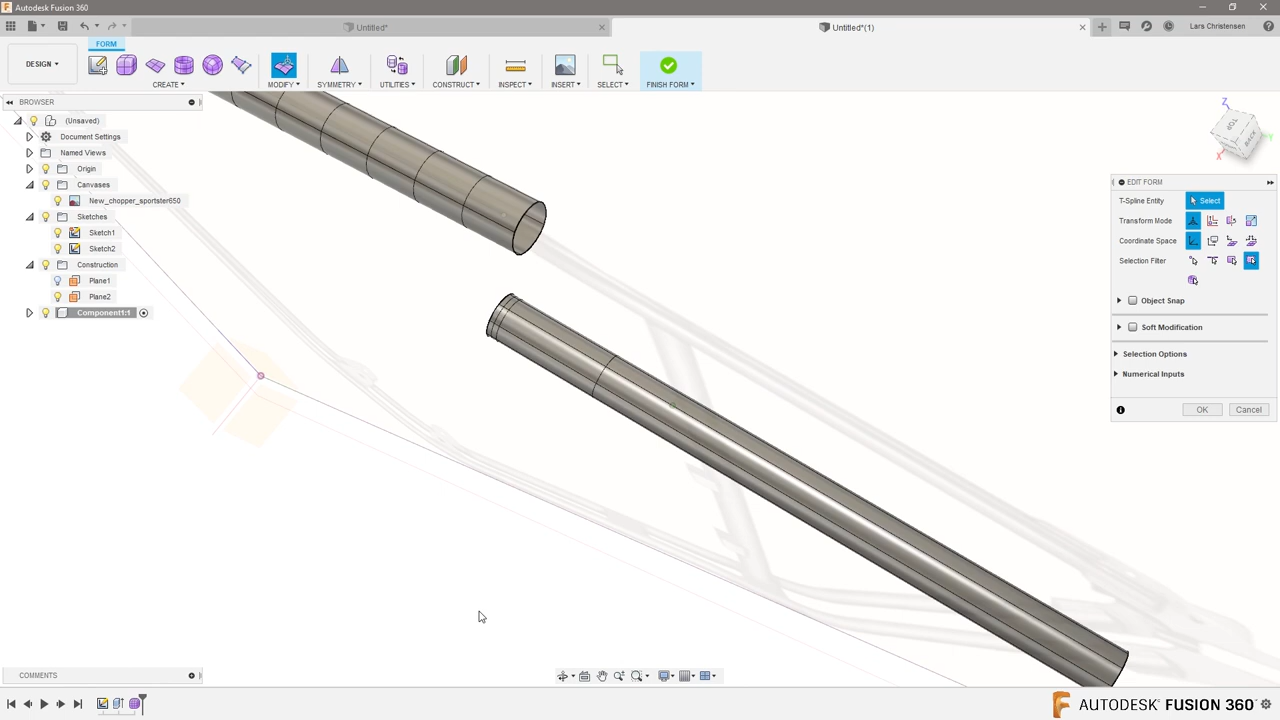 Autodesk Fusion 360
Untitled*
Untitled*(1)
Lars Christensen
FORM
DESIGN
CREATE
MODIFY
SYMMETRY
UTILITIES
CONSTRUCT
INSPECT
INSERT
SELECT
FINISH FORM
BROWSER
(Unsaved)
Document Settings
Named Views
Origin
Canvases
New_chopper_sportster650
Sketches
Sketch1
Sketch2
Construction
Plane1
Plane2
Component1:1
Z
Y
X
TOP
BACK
EDIT FORM
T-Spline Entity
Select
Transform Mode
Coordinate Space
Selection Filter
Object Snap
Soft Modification
Selection Options
Numerical Inputs
OK
Cancel
COMMENTS
AUTODESK® FUSION 360°